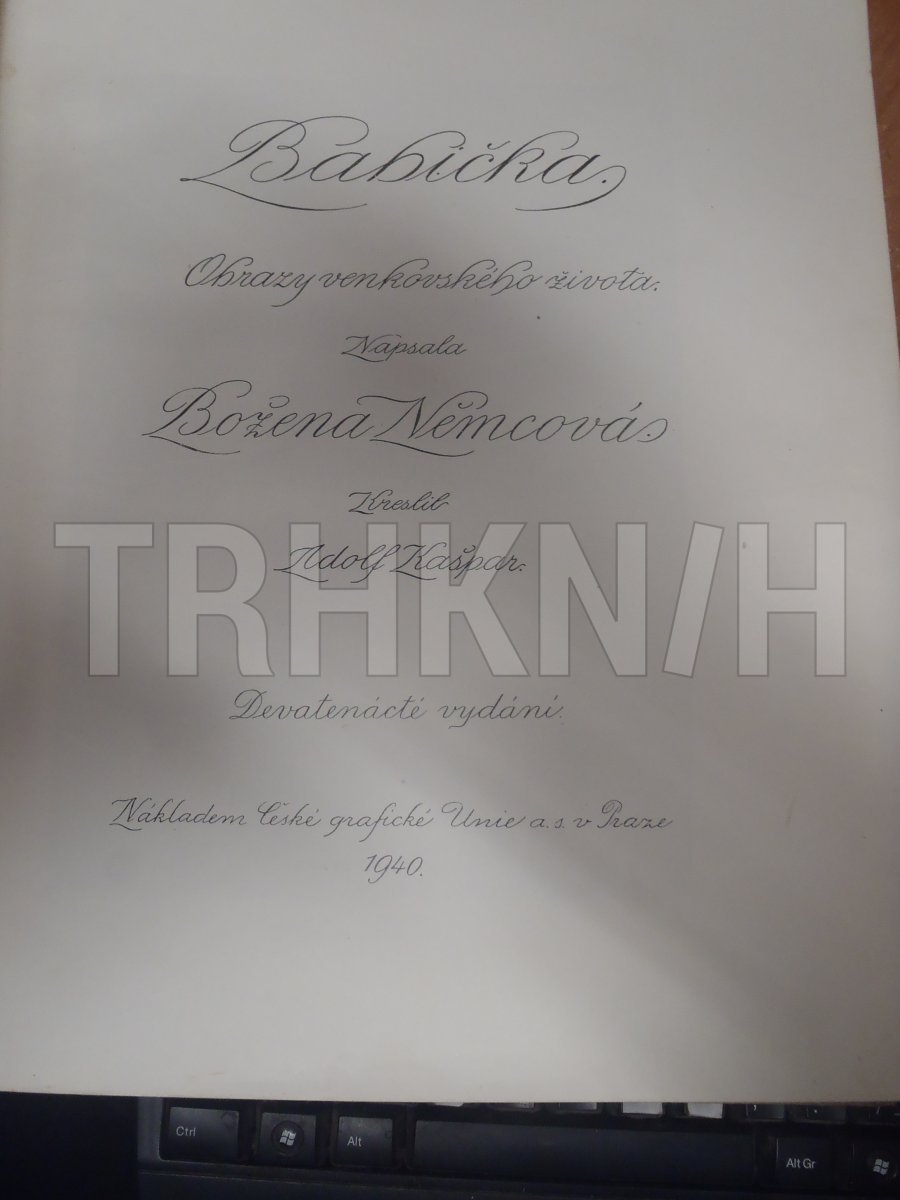 Babička.
Obrazy venkovského života.
Napsala
Božena Němcová.
Kreslil
Adolf Kašpar.
TRHKNIH
Devatenácté vydání.
Nákladem České grafické Unie a. s. v Praze
1940.
Ctrl
Alt
Alt Gr